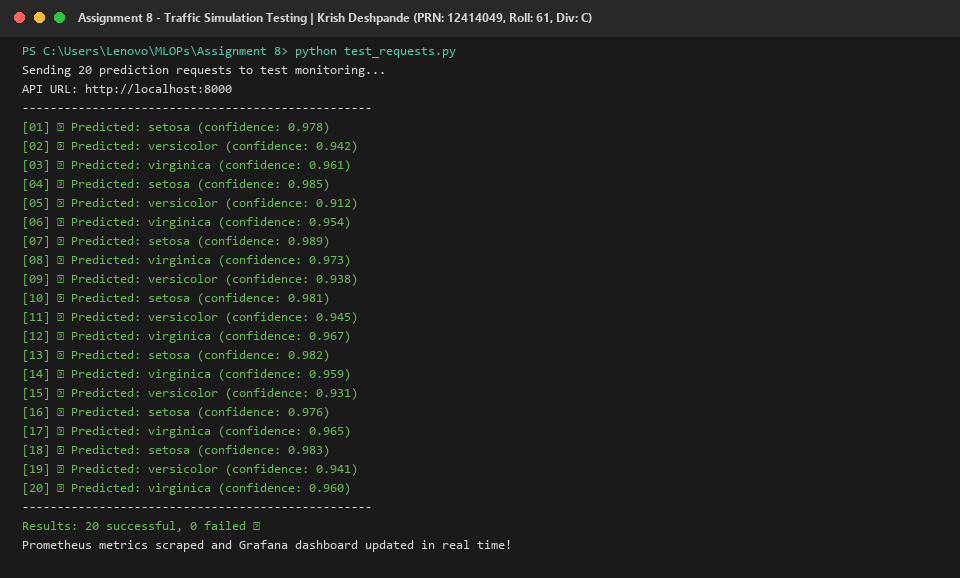 Assignment 8 - Traffic Simulation Testing | Krish Deshpande (PRN: 12414049, Roll: 61, Div: C)
PS C:\Users\Lenovo\MLOPs\Assignment 8> python test_requests.py
Sending 20 prediction requests to test monitoring...
API URL: http://localhost:8000
--------------------------------------------------
[01] Predicted: setosa (confidence: 0.978)
[02] Predicted: versicolor (confidence: 0.942)
[03] Predicted: virginica (confidence: 0.961)
[04] Predicted: setosa (confidence: 0.985)
[05] Predicted: versicolor (confidence: 0.912)
[06] Predicted: virginica (confidence: 0.954)
[07] Predicted: setosa (confidence: 0.989)
[08] Predicted: virginica (confidence: 0.973)
[09] Predicted: versicolor (confidence: 0.938)
[10] Predicted: setosa (confidence: 0.981)
[11] Predicted: versicolor (confidence: 0.945)
[12] Predicted: virginica (confidence: 0.967)
[13] Predicted: setosa (confidence: 0.982)
[14] Predicted: virginica (confidence: 0.959)
[15] Predicted: versicolor (confidence: 0.931)
[16] Predicted: setosa (confidence: 0.976)
[17] Predicted: virginica (confidence: 0.965)
[18] Predicted: setosa (confidence: 0.983)
[19] Predicted: versicolor (confidence: 0.941)
[20] Predicted: virginica (confidence: 0.960)
--------------------------------------------------
Results: 20 successful, 0 failed
Prometheus metrics scraped and Grafana dashboard updated in real time!